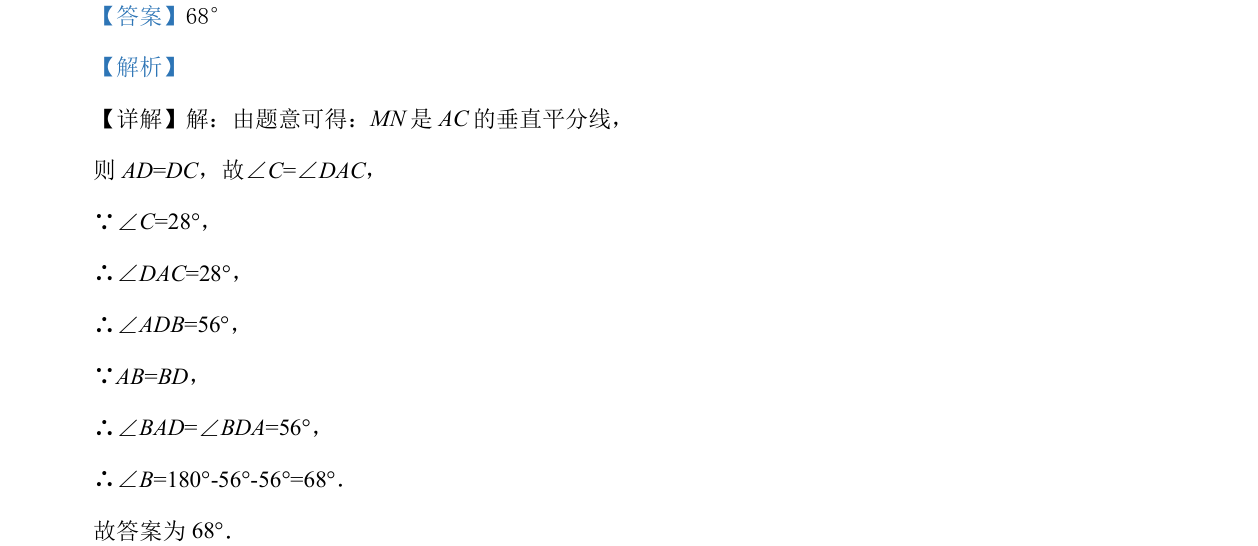 【答案】68°
【解析】
【详解】解：由题意可得：MN是AC的垂直平分线，
则AD=DC，故∠C=∠DAC，
∵∠C=28°，
∴∠DAC=28°，
∴∠ADB=56°，
∵AB=BD，
∴∠BAD=∠BDA=56°，
∴∠B=180°-56°-56°=68°．
故答案为68°．